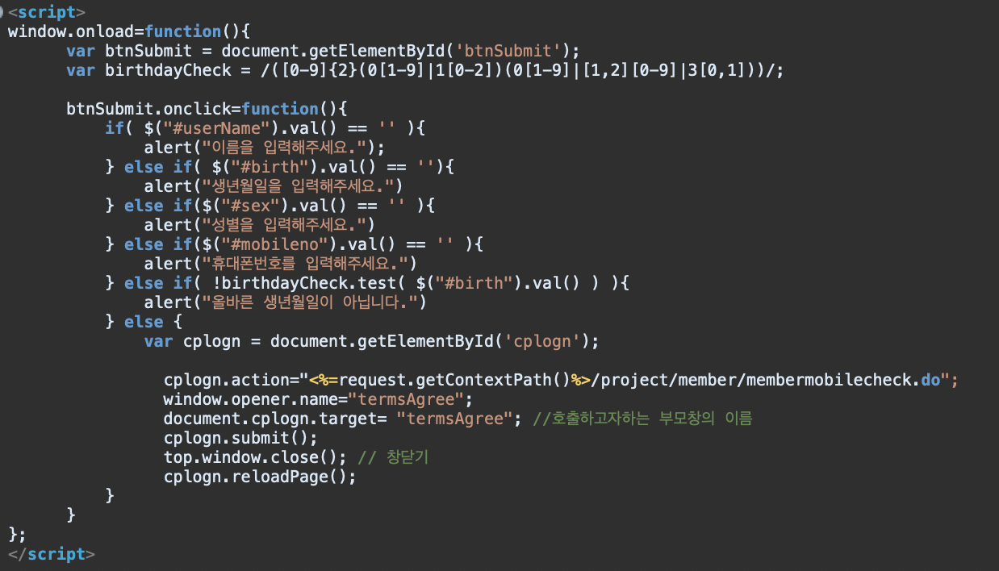 <script>
window.onload=function(){
var btnSubmit = document.getElementById('btnSubmit');
var birthdayCheck = /([0-9]{2}(0[1-9]|1[0-2])(0[1-9]|[1,2][0-9]|3[0,1]))/;
btnSubmit.onclick=function(){
if( $("#userName").val() == '' ){
alert("이름을 입력해주세요.");
} else if( $("#birth").val() == ''){
alert("생년월일을 입력해주세요.")
} else if($("#sex").val() == '' ){
alert("성별을 입력해주세요.")
} else if($("#mobileno").val() == '' ){
alert("휴대폰번호를 입력해주세요.")
} else if( !birthdayCheck.test( $("#birth").val() ) ){
alert("올바른 생년월일이 아닙니다.")
} else {
var cplogn = document.getElementById('cplogn');
cplogn.action="<%=request.getContextPath()%>/project/member/membermobilecheck.do";
window.opener.name="termsAgree";
document.cplogn.target= "termsAgree"; //호출하고자하는 부모창의 이름
cplogn.submit();
top.window.close(); // 창닫기
cplogn.reloadPage();
}
}
};
</script>